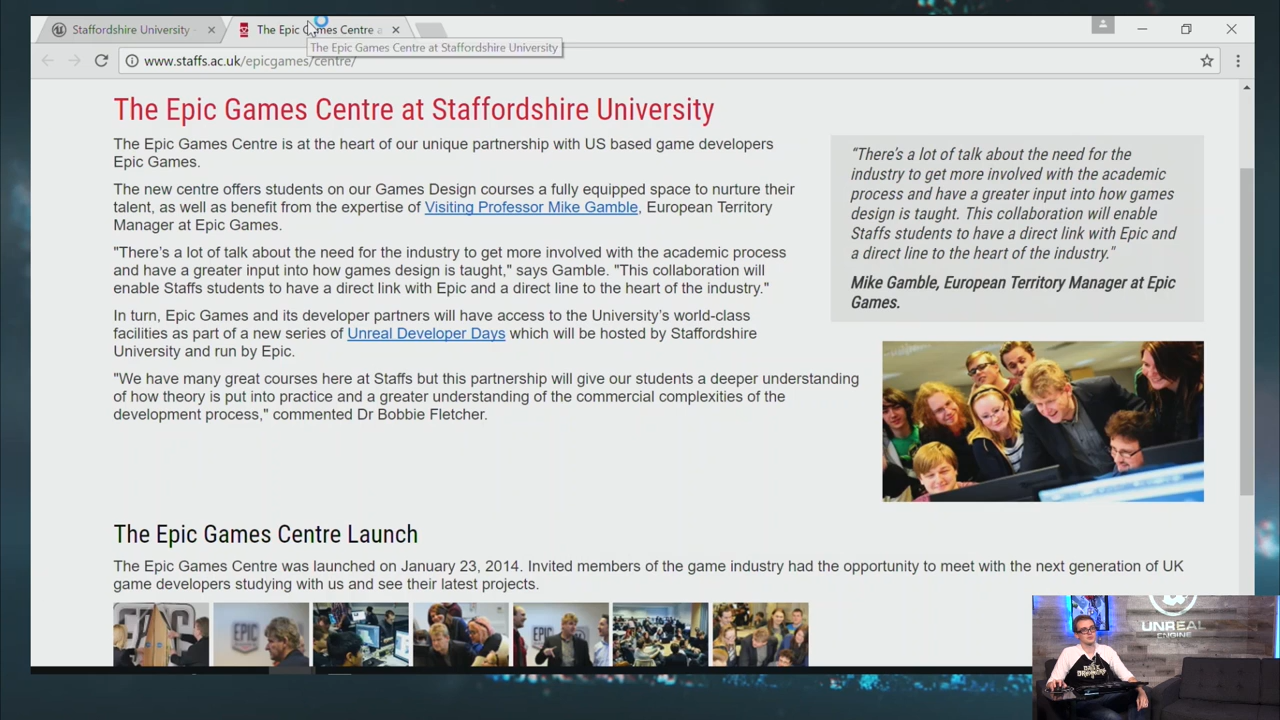 Staffordshire University
The Epic Games Centre a
The Epic Games Centre at Staffordshire University
www.staffs.ac.uk/epicgames/centre/
The Epic Games Centre at Staffordshire University
The Epic Games Centre is at the heart of our unique partnership with US based game developers
Epic Games.
The new centre offers students on our Games Design courses a fully equipped space to nurture their
talent, as well as benefit from the expertise of Visiting Professor Mike Gamble, European Territory
Manager at Epic Games.
"There's a lot of talk about the need for the industry to get more involved with the academic process
and have a greater input into how games design is taught," says Gamble. "This collaboration will
enable Staffs students to have a direct link with Epic and a direct line to the heart of the industry."
In turn, Epic Games and its developer partners will have access to the University's world-class
facilities as part of a new series of Unreal Developer Days which will be hosted by Staffordshire
University and run by Epic.
"We have many great courses here at Staffs but this partnership will give our students a deeper understanding
of how theory is put into practice and a greater understanding of the commercial complexities of the
development process," commented Dr Bobbie Fletcher.
"There's a lot of talk about the need for the
industry to get more involved with the academic
process and have a greater input into how games
design is taught. This collaboration will enable
Staffs students to have a direct link with Epic and
a direct line to the heart of the industry."
Mike Gamble, European Territory Manager at Epic
Games.
The Epic Games Centre Launch
The Epic Games Centre was launched on January 23, 2014. Invited members of the game industry had the opportunity to meet with the next generation of UK
game developers studying with us and see their latest projects.
EPIC
EPIC
UNREAL
ENGINE